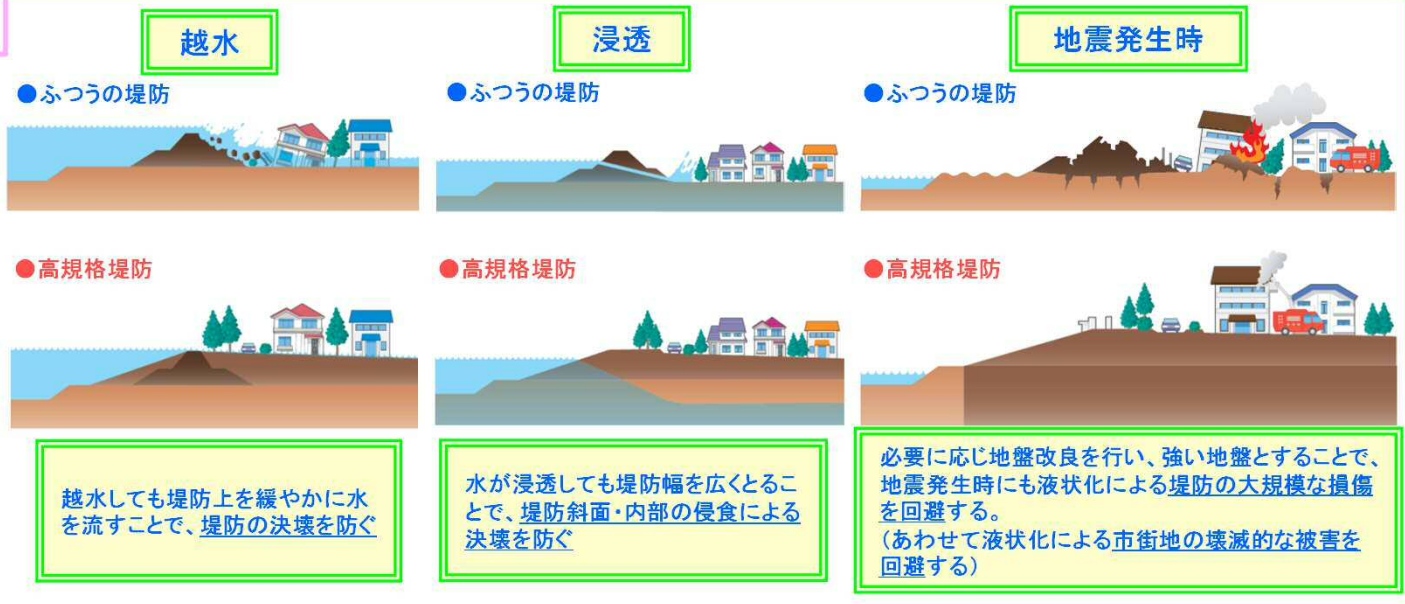 越水
●ふつうの堤防
●高規格堤防
越水しても堤防上を緩やかに水
を流すことで、堤防の決壊を防ぐ
浸透
●ふつうの堤防
●高規格堤防
水が浸透しても堤防幅を広くとるこ
とで、堤防斜面・内部の侵食による
決壊を防ぐ
地震発生時
●ふつうの堤防
●高規格堤防
必要に応じ地盤改良を行い、強い地盤とすることで、
地震発生時にも液状化による堤防の大規模な損傷
を回避する。
(あわせて液状化による市街地の壊滅的な被害を
回避する)